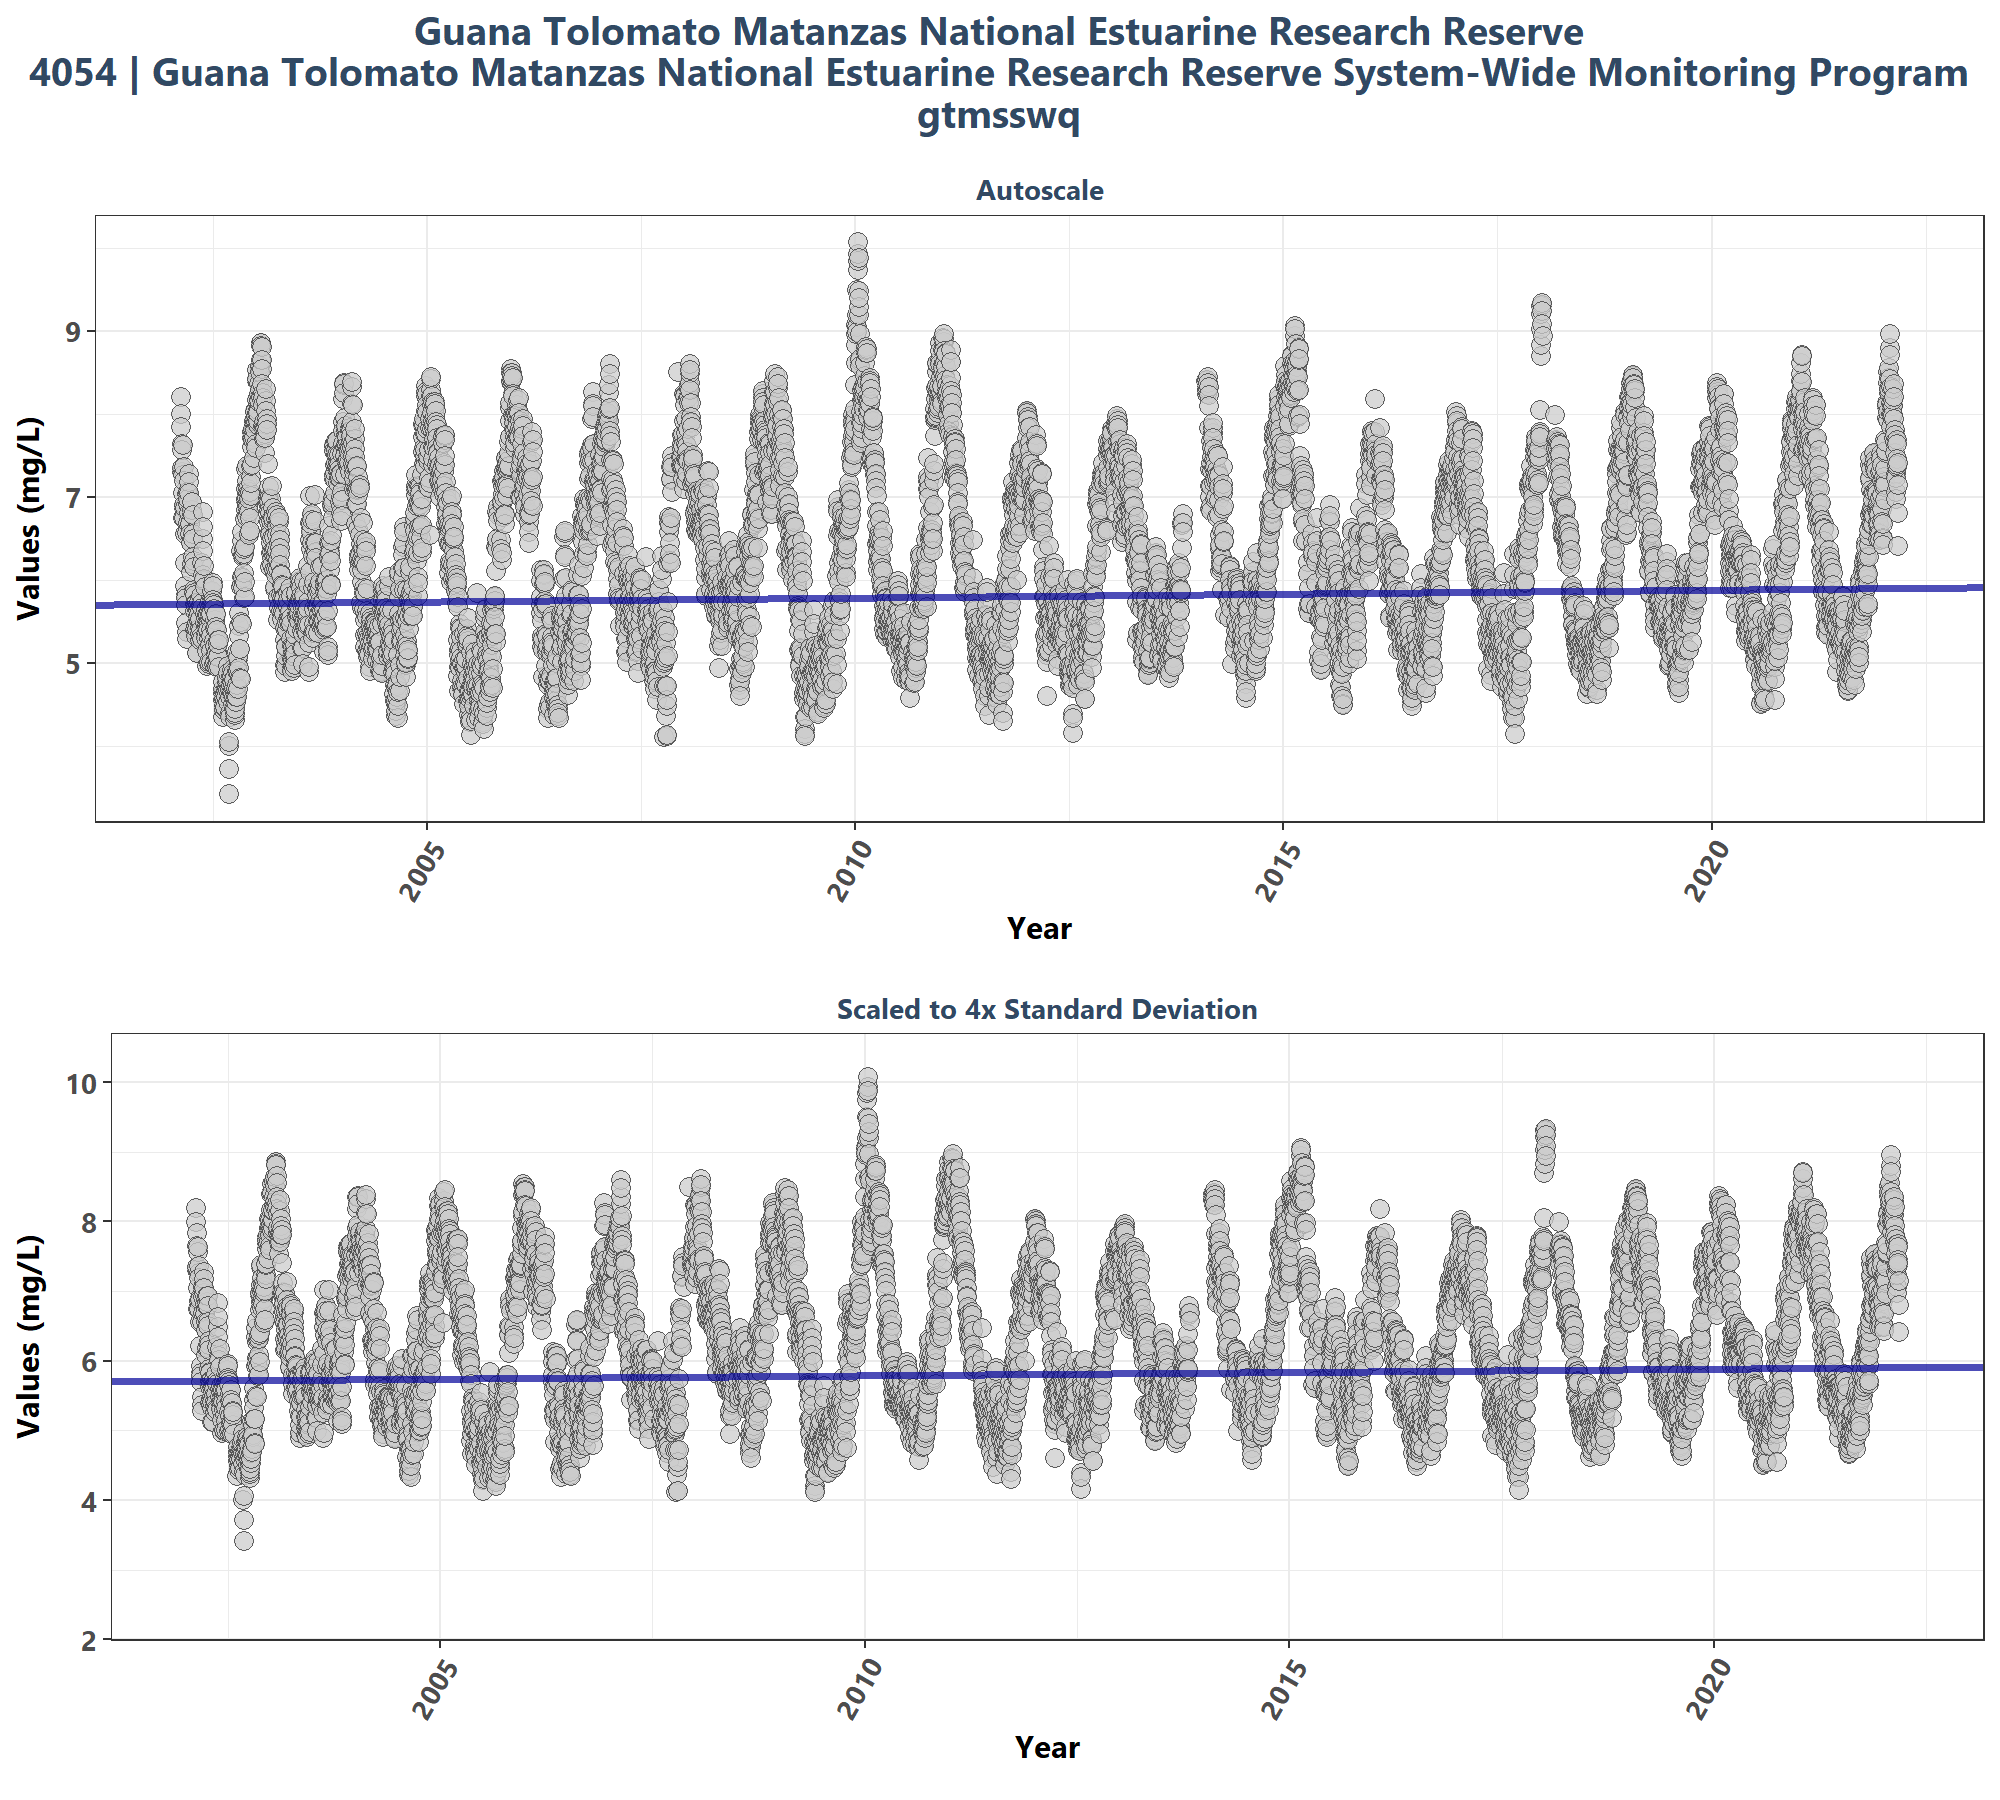 Guana Tolomato Matanzas National Estuarine Research Reserve
4054 | Guana Tolomato Matanzas National Estuarine Research Reserve System-Wide Monitoring Program
gtmsswq
Autoscale
Values (mg/L)
9
7
5
2005
2010
2015
2020
Year
Scaled to 4x Standard Deviation
Values (mg/L)
10
8
6
4
2
2005
2010
2015
2020
Year